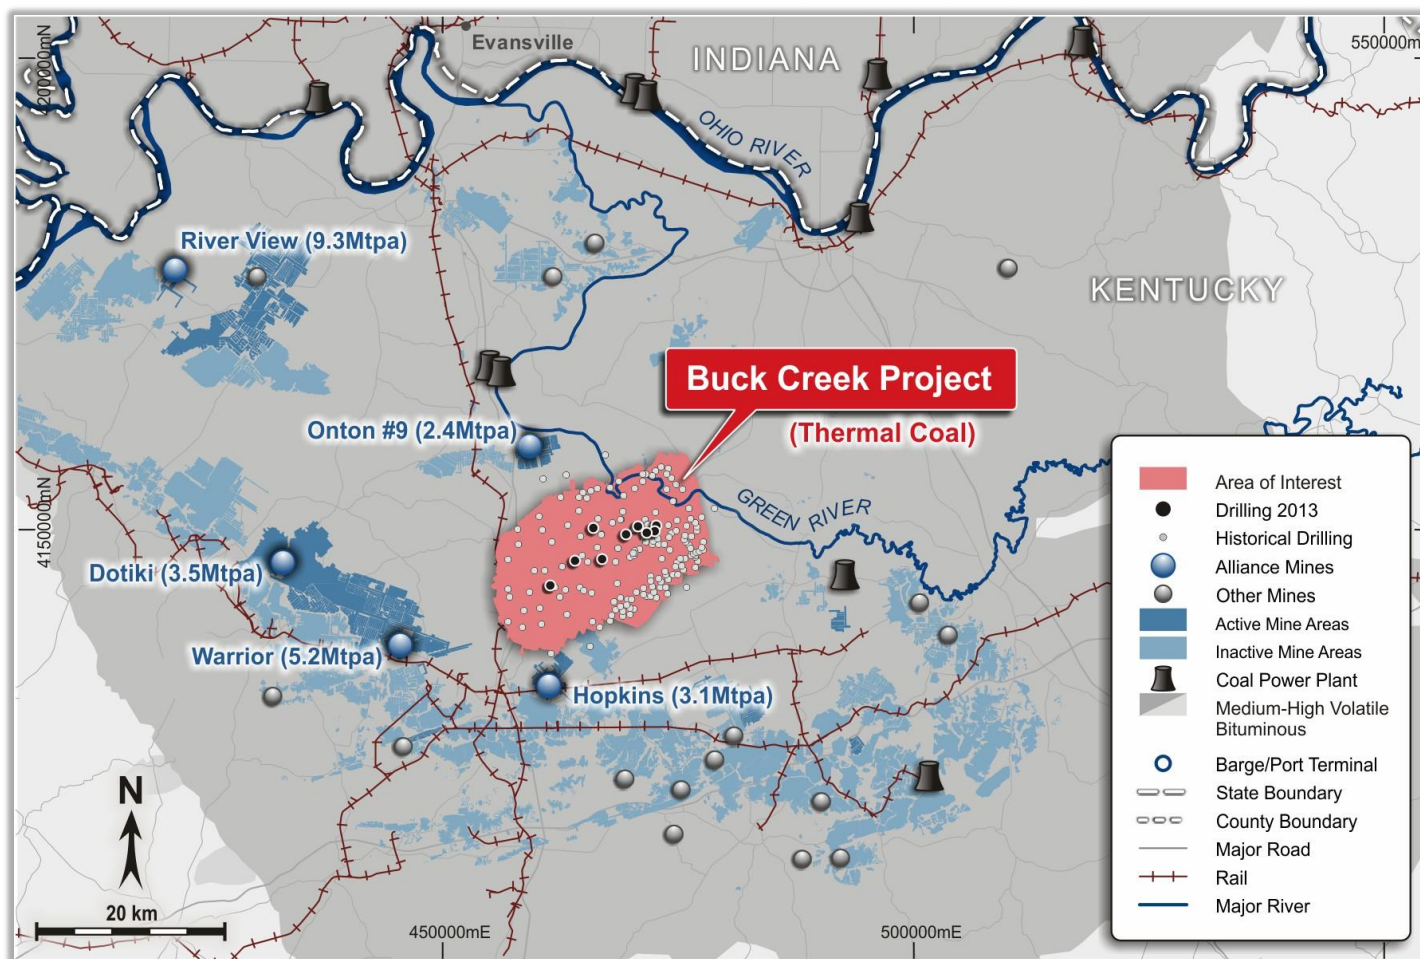 Evansville
INDIANA
550000mE
4200000mN
OHIO RIVER
River View (9.3Mtpa)
KENTUCKY
Buck Creek Project
(Thermal Coal)
Onton #9 (2.4Mtpa)
GREEN RIVER
4150000mN
Dotiki (3.5Mtpa)
Warrior (5.2Mtpa)
Hopkins (3.1Mtpa)
N
20 km
450000mE
500000mE
Area of Interest
Drilling 2013
Historical Drilling
Alliance Mines
Other Mines
Active Mine Areas
Inactive Mine Areas
Coal Power Plant
Medium-High Volatile
Bituminous
Barge/Port Terminal
State Boundary
County Boundary
Major Road
Rail
Major River